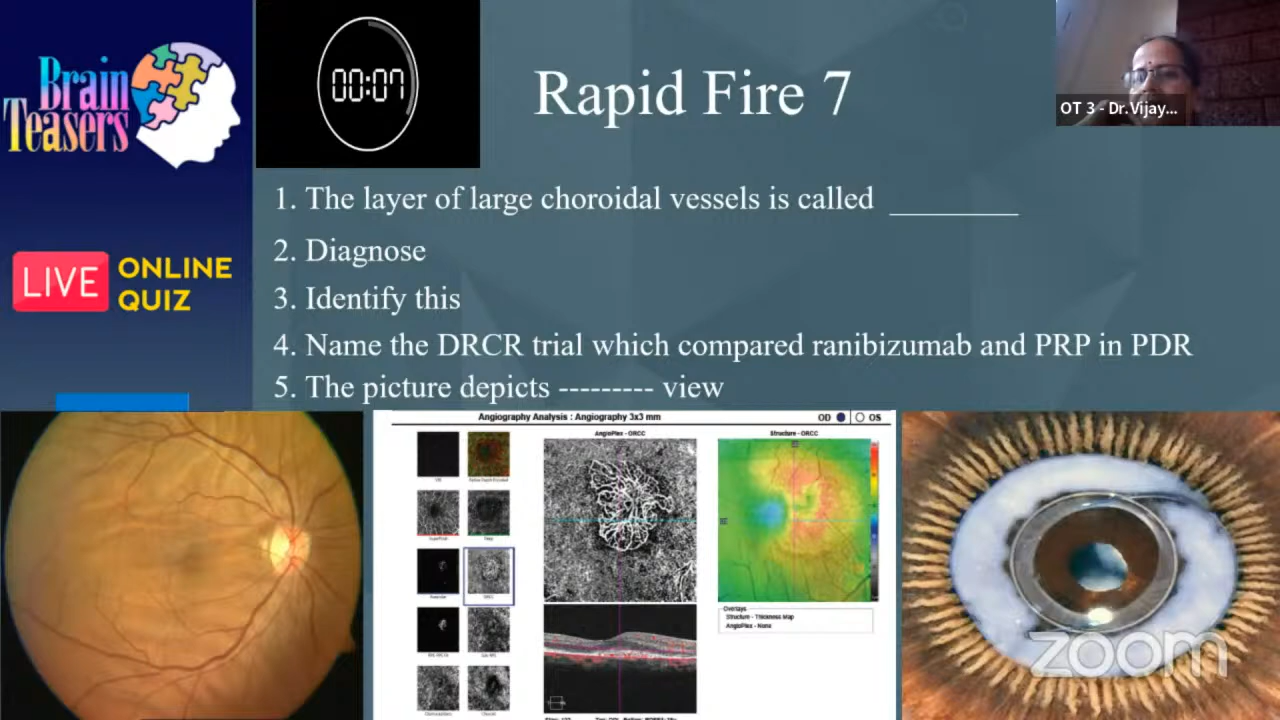 Brain
Teasers
00:07
Rapid Fire 7
OT 3 - Dr.Vijay...
1. The layer of large choroidal vessels is called ________
2. Diagnose
3. Identify this
4. Name the DRCR trial which compared ranibizumab and PRP in PDR
5. The picture depicts --------- view
LIVE ONLINE
QUIZ
Angiography Analysis : Angiography 3x3 mm
OD OS
AngioPlex - ORCC
Structure - ORCC
Overlays
Structure - Thickness Map
AngioPlex - None
zoom